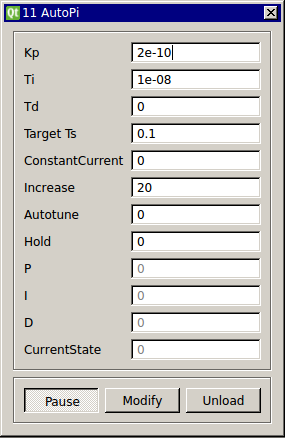 Qt 11 AutoPi
Kp 2e-10
Ti 1e-08
Td 0
Target Ts 0.1
ConstantCurrent 0
Increase 20
Autotune 0
Hold 0
P 0
I 0
D 0
CurrentState 0
Pause Modify Unload